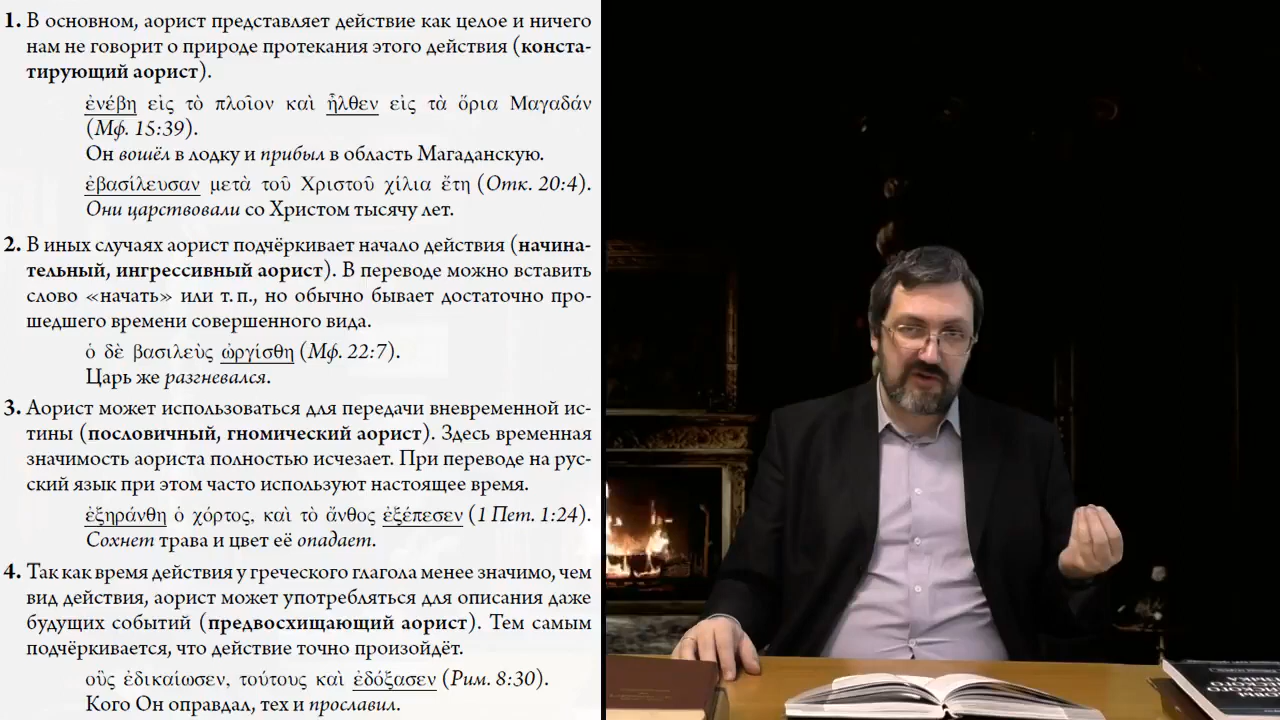 1. В основном, аорист представляет действие как целое и ничего
нам не говорит о природе протекания этого действия (конста-
тирующий аорист).
ἐνέβη εἰς τὸ πλοῖον καὶ ἦλθεν εἰς τὰ ὅρια Μαγαδάν
(Мф. 15:39).
Он вошёл в лодку и прибыл в область Магаданскую.
ἐβασίλευσαν μετὰ τοῦ Χριστοῦ χίλια ἔτη (Отк. 20:4).
Они царствовали со Христом тысячу лет.
2. В иных случаях аорист подчёркивает начало действия (начина-
тельный, ингрессивный аорист). В переводе можно вставить
слово «начать» или т. п., но обычно бывает достаточно про-
шедшего времени совершенного вида.
ὁ δὲ βασιλεὺς ὠργίσθη (Мф. 22:7).
Царь же разгневался.
3. Аорист может использоваться для передачи вневременной ис-
тины (пословичный, гномический аорист). Здесь временная
значимость аориста полностью исчезает. При переводе на рус-
ский язык при этом часто используют настоящее время.
ἐξηράνθη ὁ χόρτος, καὶ τὸ ἄνθος ἐξέπεσεν (1 Пет. 1:24).
Сохнет трава и цвет её опадает.
4. Так как время действия у греческого глагола менее значимо, чем
вид действия, аорист может употребляться для описания даже
будущих событий (предвосхищающий аорист). Тем самым
подчёркивается, что действие точно произойдёт.
οὓς ἐδικαίωσεν, τούτους καὶ ἐδόξασεν (Рим. 8:30).
Кого Он оправдал, тех и прославил.